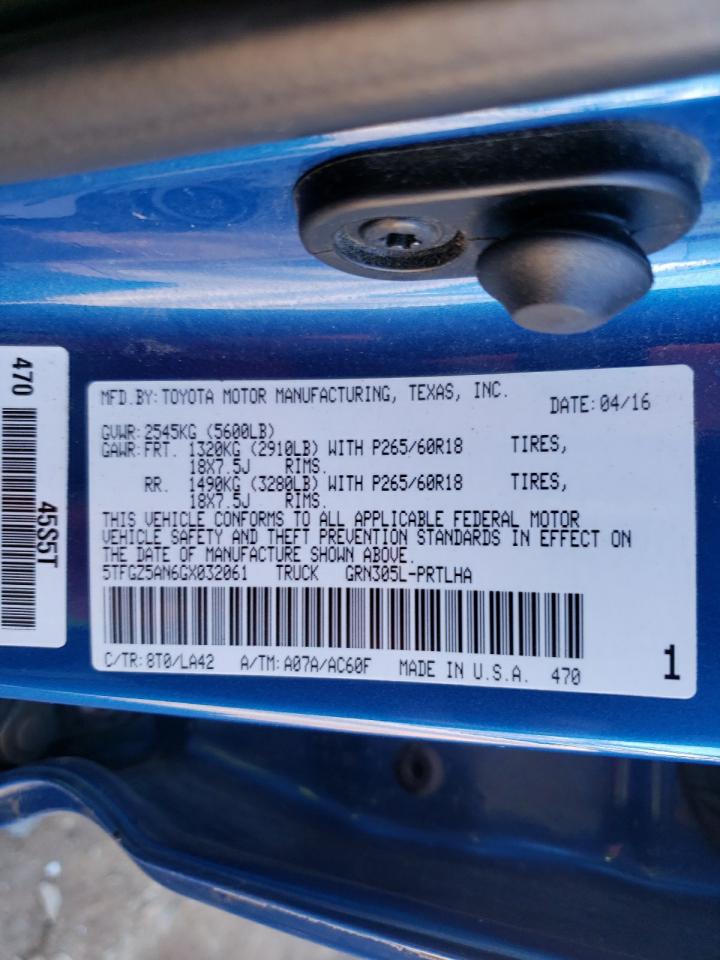 470
45S5T
MFD.BY:TOYOTA MOTOR MANUFACTURING, TEXAS, INC. DATE:04/16
GVWR:2545KG (5600LB)
GAWR:FRT. 1320KG (2910LB) WITH P265/60R18 TIRES,
18X7.5J RIMS.
RR. 1490KG (3280LB) WITH P265/60R18 TIRES,
18X7.5J RIMS.
THIS VEHICLE CONFORMS TO ALL APPLICABLE FEDERAL MOTOR
VEHICLE SAFETY AND THEFT PREVENTION STANDARDS IN EFFECT ON
THE DATE OF MANUFACTURE SHOWN ABOVE.
5TFGZ5AN6GX032061 TRUCK GRN305L-PRTLHA
C/TR:8T0/LA42 A/TM:A07A/AC60F MADE IN U.S.A. 470
1